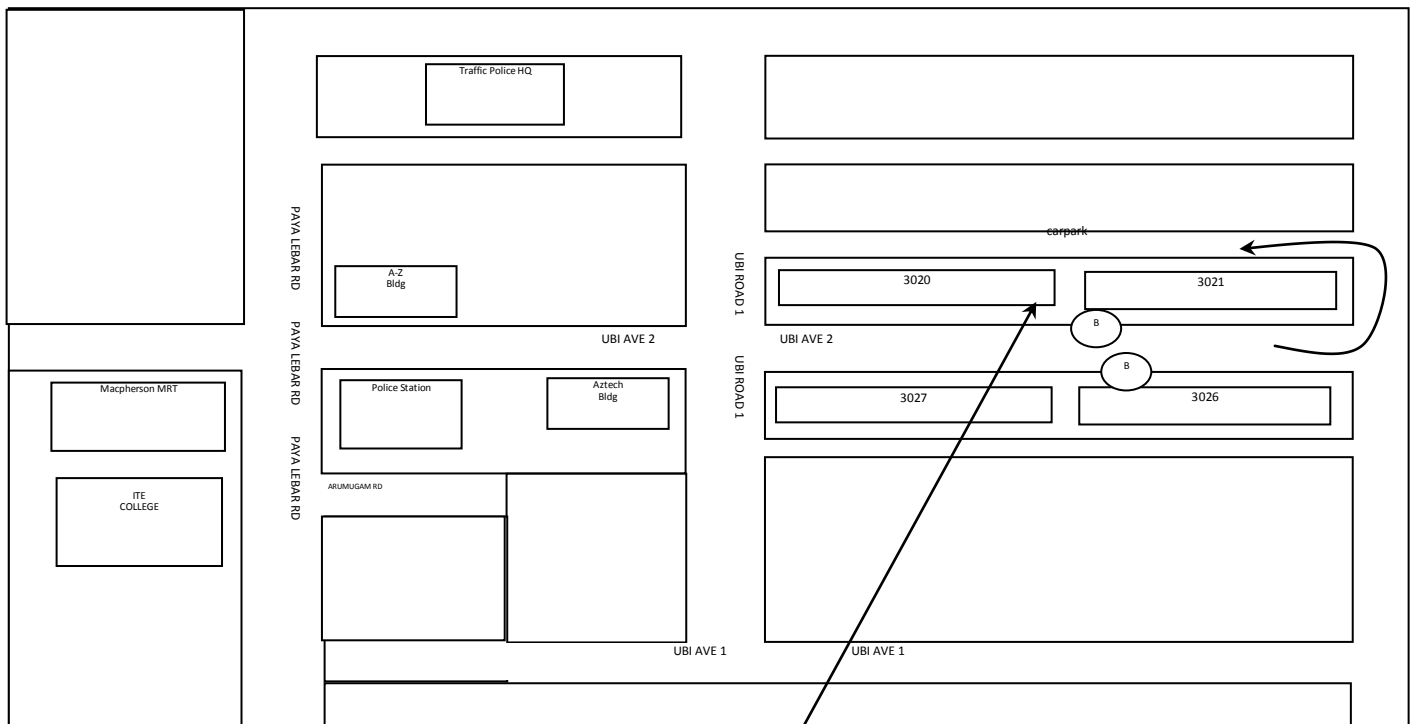 Traffic Police HQ
PAYA LEBAR RD
carpark
A-Z
Bldg
UBI ROAD 1
3020
3021
B
UBI AVE 2
UBI AVE 2
PAYA LEBAR RD
UBI ROAD 1
B
Macpherson MRT
Police Station
Aztech
Bldg
3027
3026
PAYA LEBAR RD
ARUMUGAM RD
ITE
COLLEGE
UBI AVE 1
UBI AVE 1